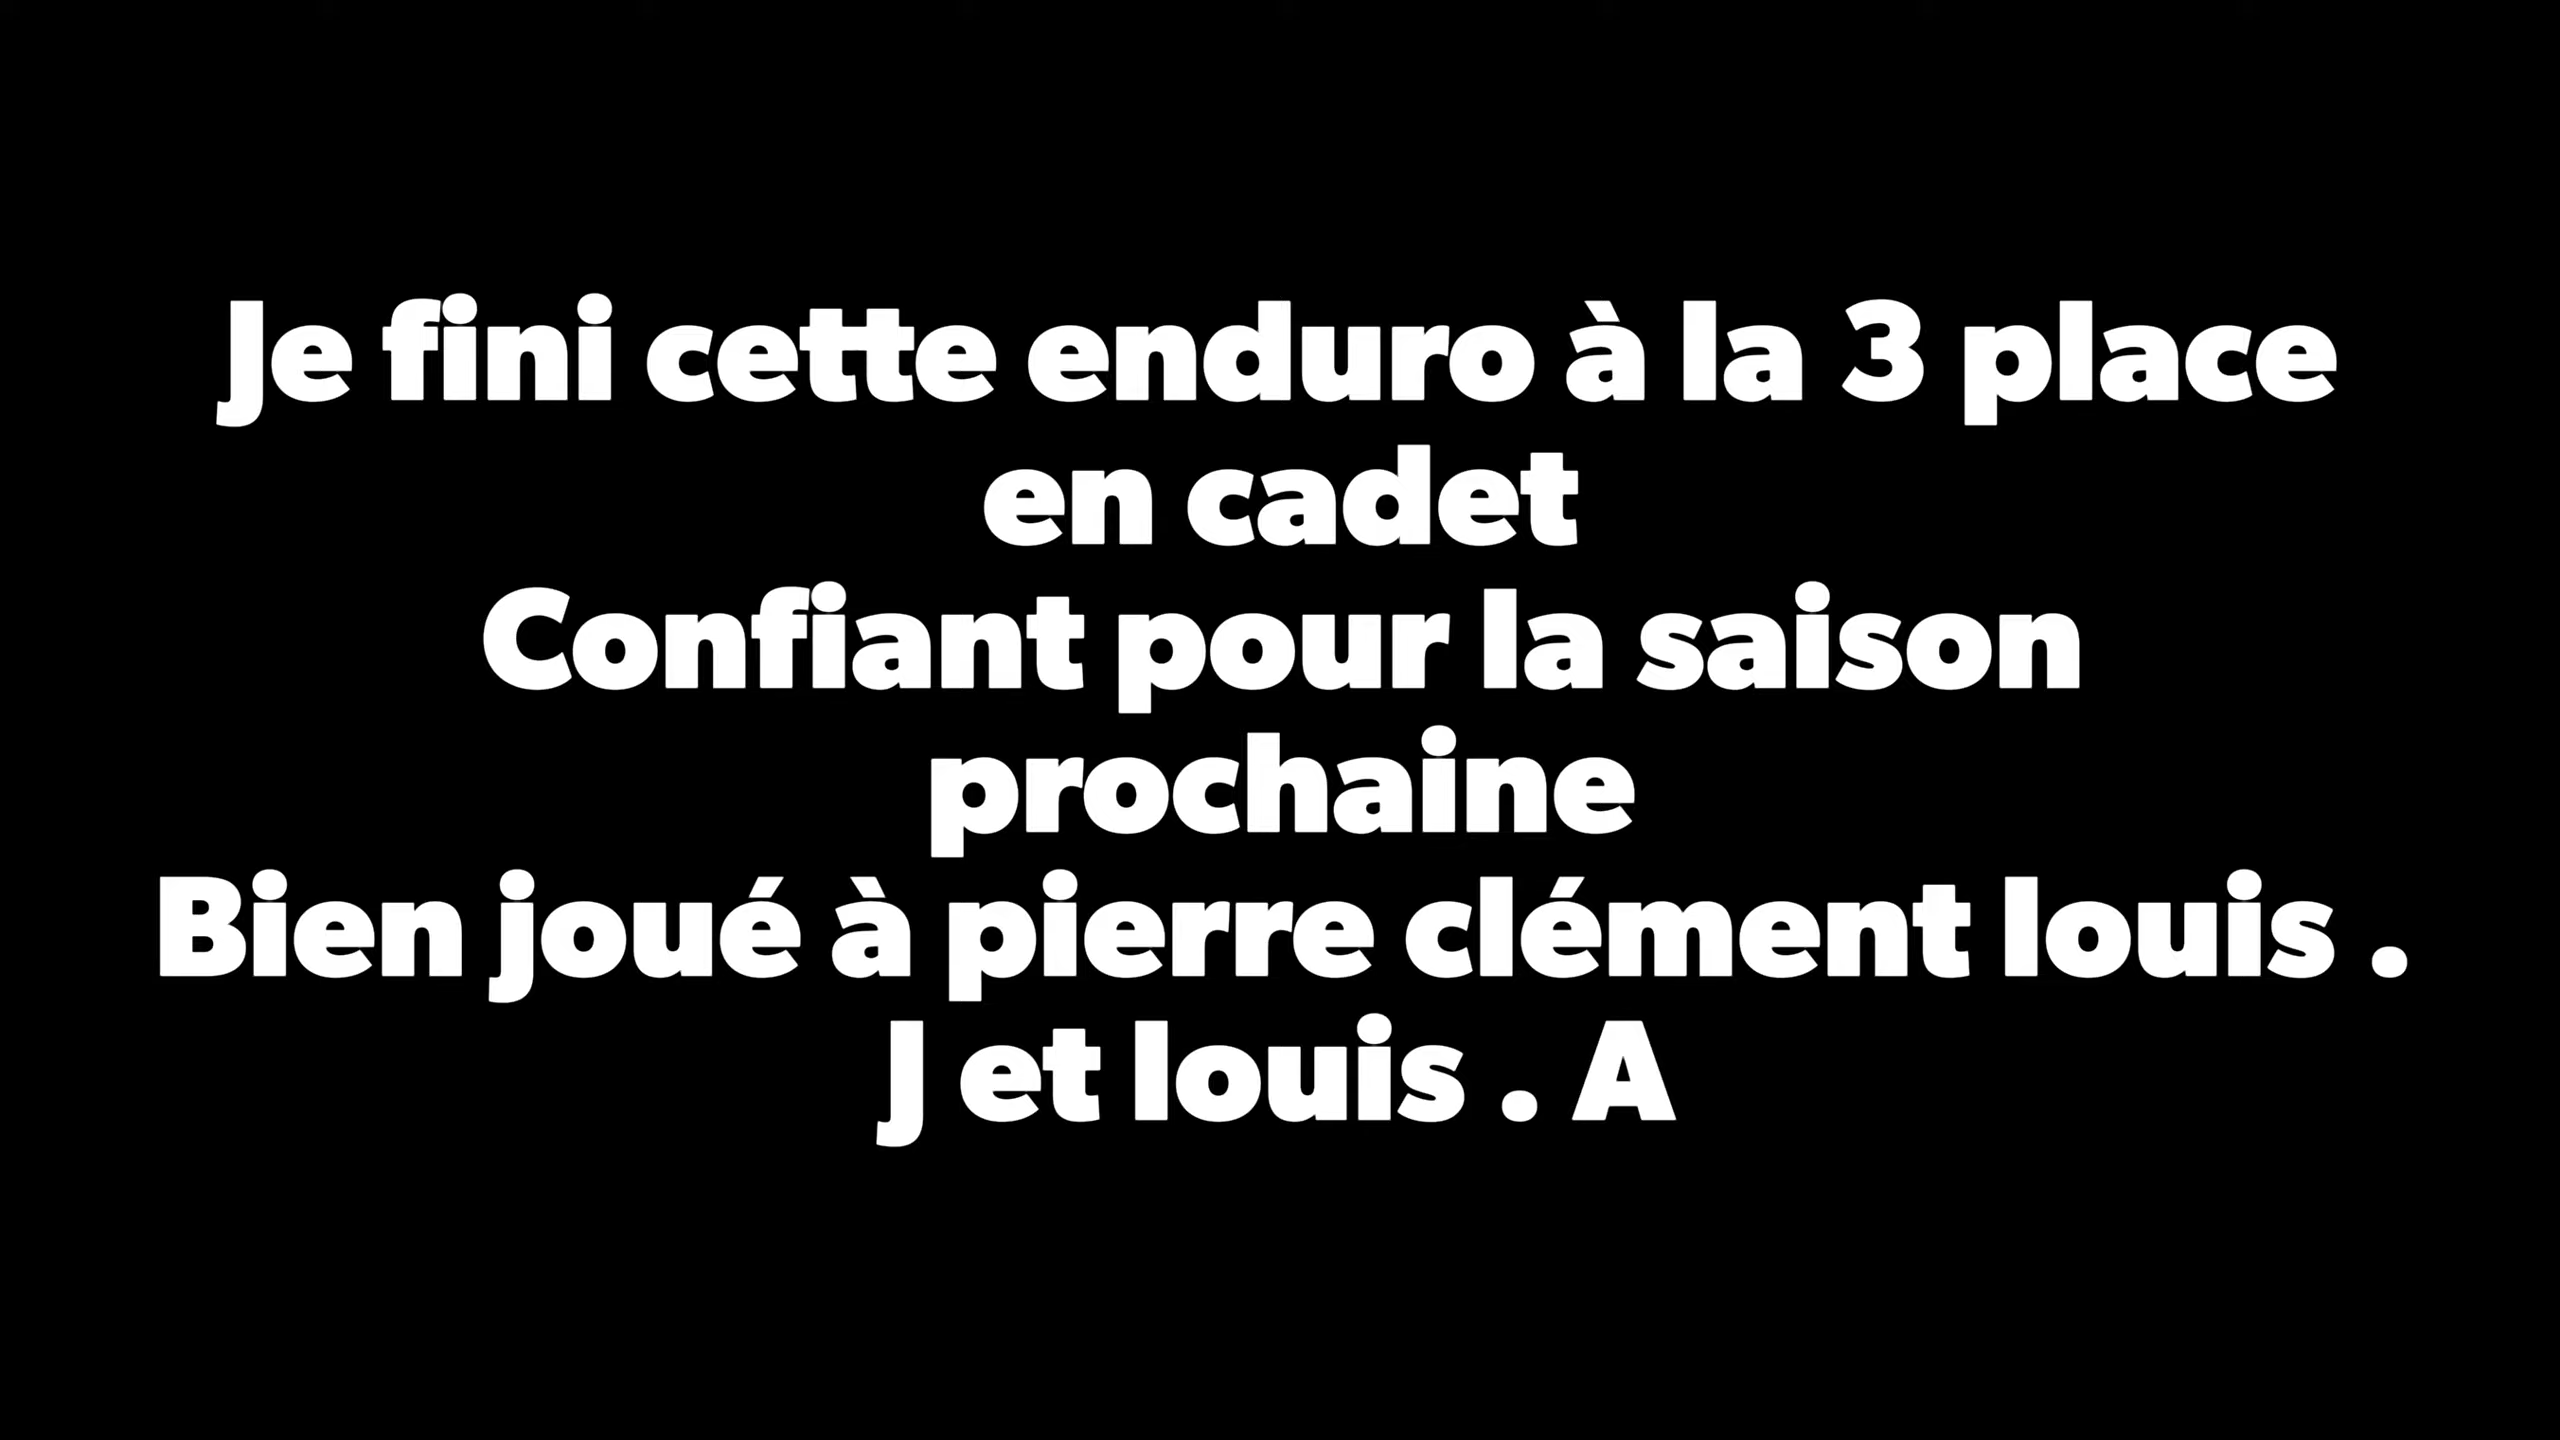 Je fini cette enduro à la 3 place
en cadet
Confiant pour la saison
prochaine
Bien joué à pierre clément louis .
J et louis . A